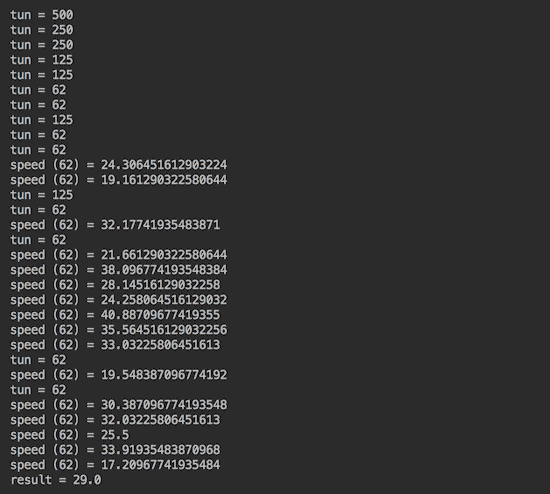 tun = 500
tun = 250
tun = 250
tun = 125
tun = 125
tun = 62
tun = 62
tun = 125
tun = 62
tun = 62
speed (62) = 24.306451612903224
speed (62) = 19.161290322580644
tun = 125
tun = 62
speed (62) = 32.17741935483871
tun = 62
speed (62) = 21.661290322580644
speed (62) = 38.096774193548384
speed (62) = 28.14516129032258
speed (62) = 24.258064516129032
speed (62) = 40.88709677419355
speed (62) = 35.564516129032256
speed (62) = 33.03225806451613
tun = 62
speed (62) = 19.548387096774192
tun = 62
speed (62) = 30.387096774193548
speed (62) = 32.03225806451613
speed (62) = 25.5
speed (62) = 33.91935483870968
speed (62) = 17.20967741935484
result = 29.0